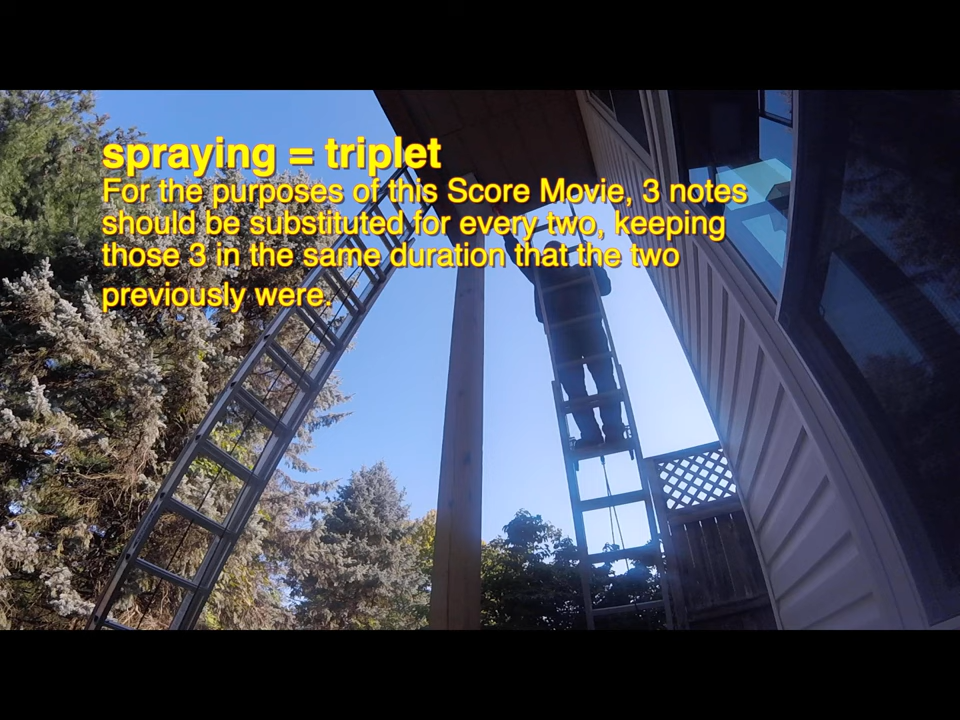 spraying = triplet
For the purposes of this Score Movie, 3 notes
should be substituted for every two, keeping
those 3 in the same duration that the two
previously were.